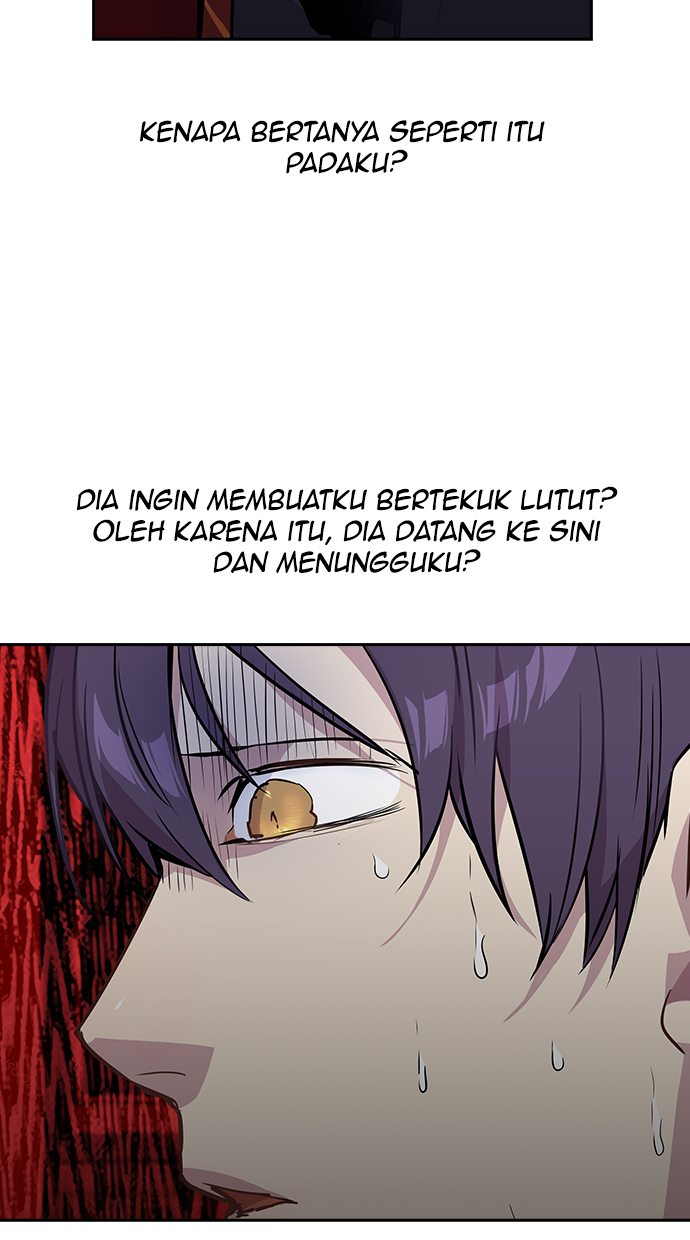 KENAPA BERTANYA SEPERTI ITU
PADAKU?
DIA INGIN MEMBUATKU BERTEKUK LUTUT?
OLEH KARENA ITU, DIA DATANG KE SINI
DAN MENUNGGUKU?